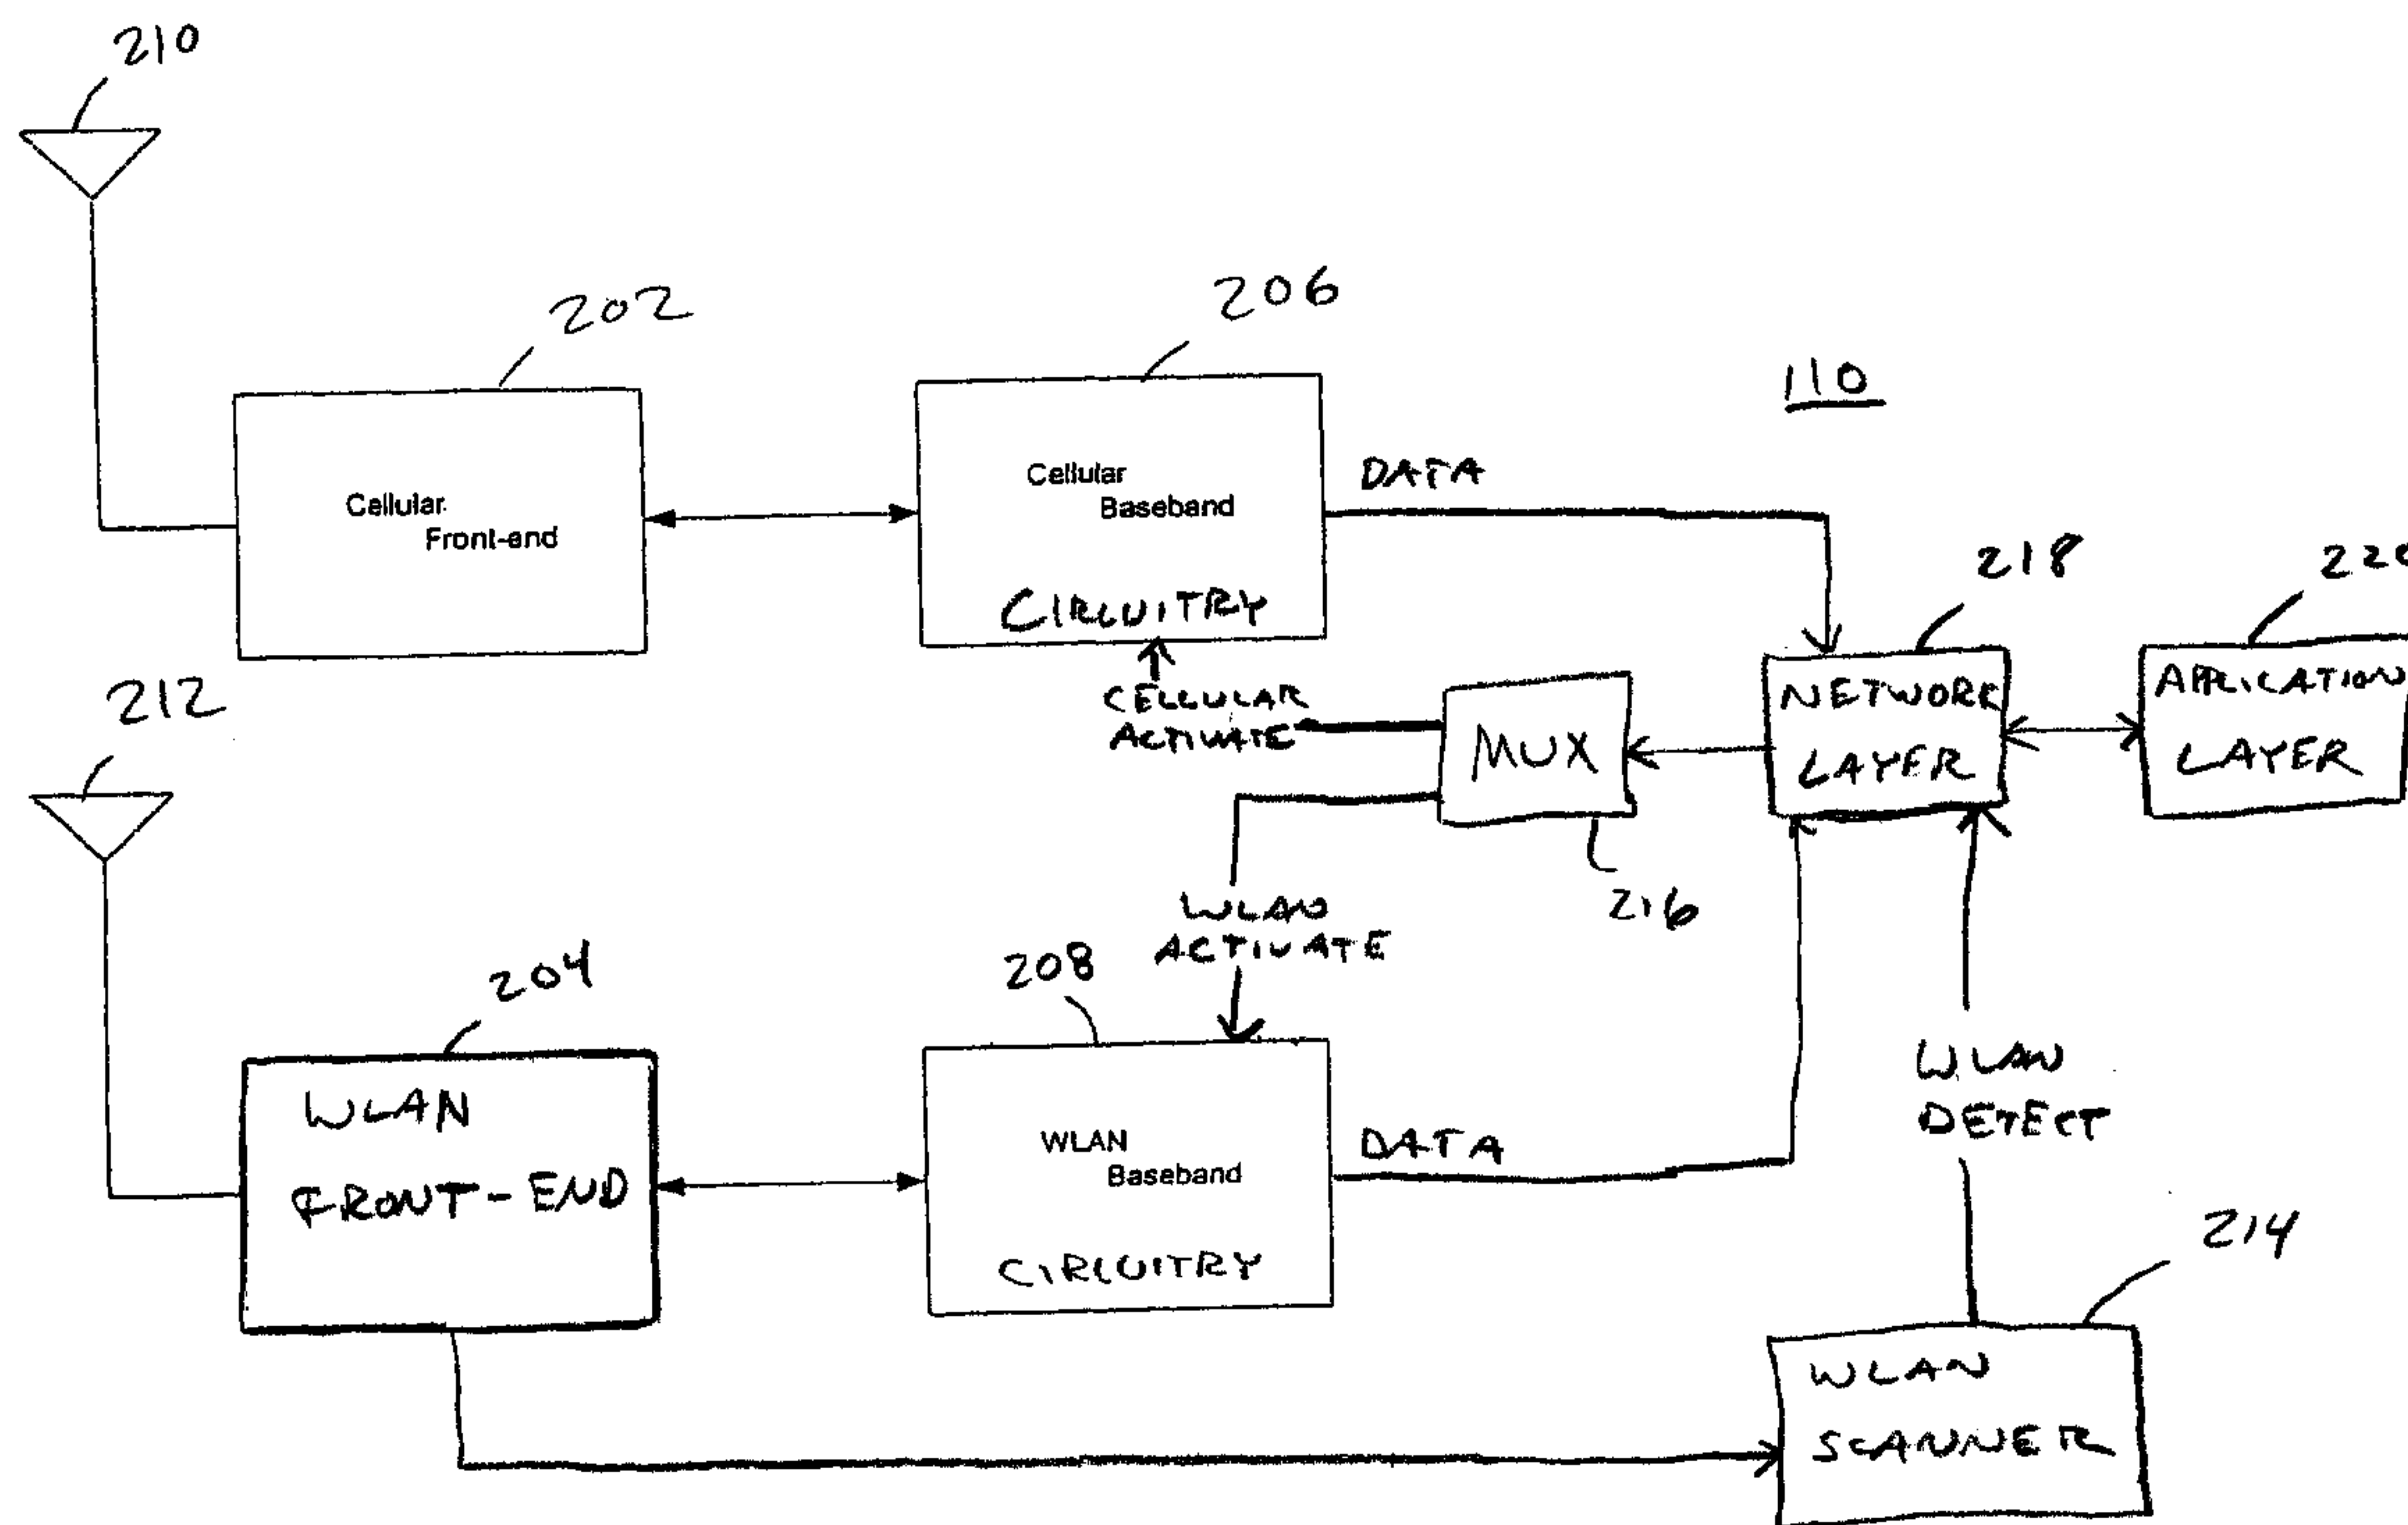 210
202
206
110
Cellular
Front-end
Cellular
Baseband
CIRCUITRY
DATA
218
212
CELLULAR
ACTIVATE
MUX
NETWORK
LAYER
APPLICATION
LAYER
216
WLAN
ACTIVATE
204
208
WLAN
FRONT-END
WLAN
Baseband
CIRCUITRY
DATA
WLAN
DETECT
214
WLAN
SCANNER